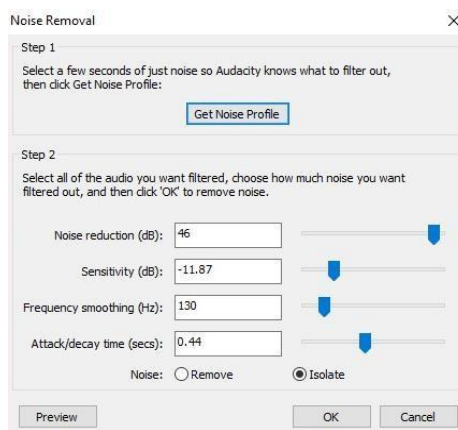 Noise Removal
Step 1
Select a few seconds of just noise so Audacity knows what to filter out,
then click Get Noise Profile:
Get Noise Profile
Step 2
Select all of the audio you want filtered, choose how much noise you want
filtered out, and then click 'OK' to remove noise.
Noise reduction (dB): 46
Sensitivity (dB): -11.87
Frequency smoothing (Hz): 130
Attack/decay time (secs): 0.44
Noise: Remove Isolate
Preview OK Cancel